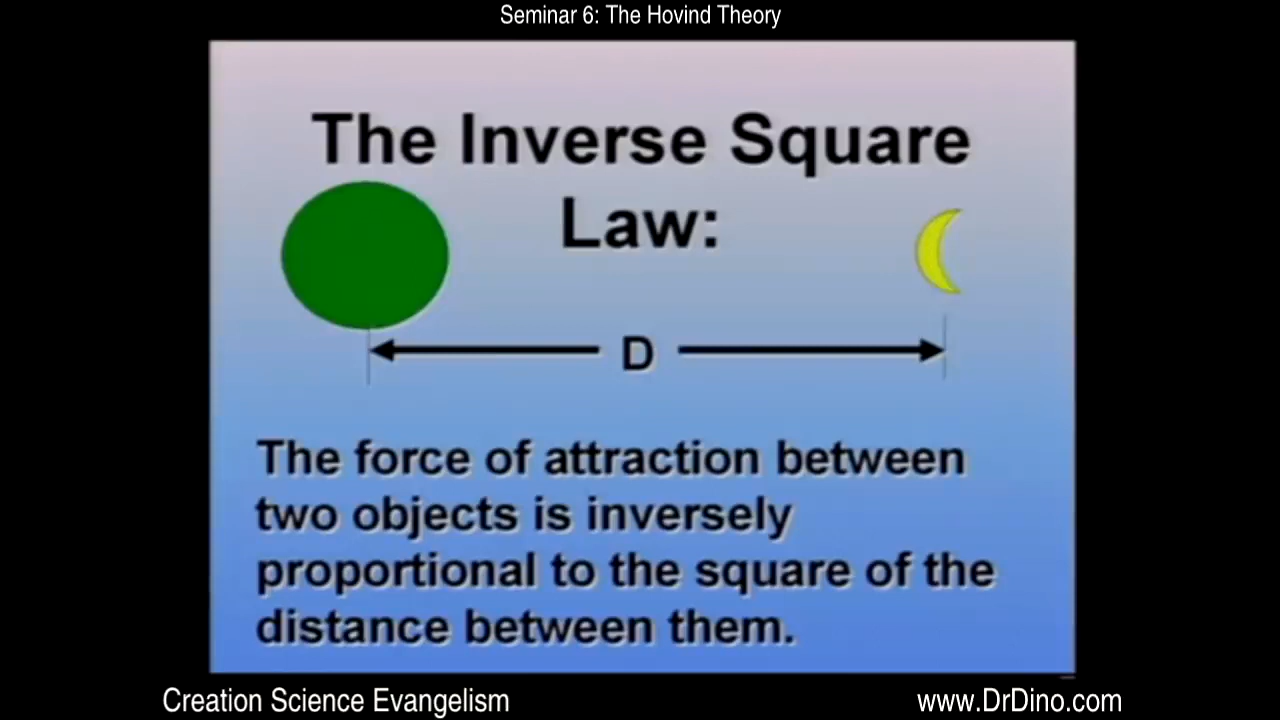 Seminar 6: The Hovind Theory
The Inverse Square
Law:
D
The force of attraction between
two objects is inversely
proportional to the square of the
distance between them.
Creation Science Evangelism
www.DrDino.com